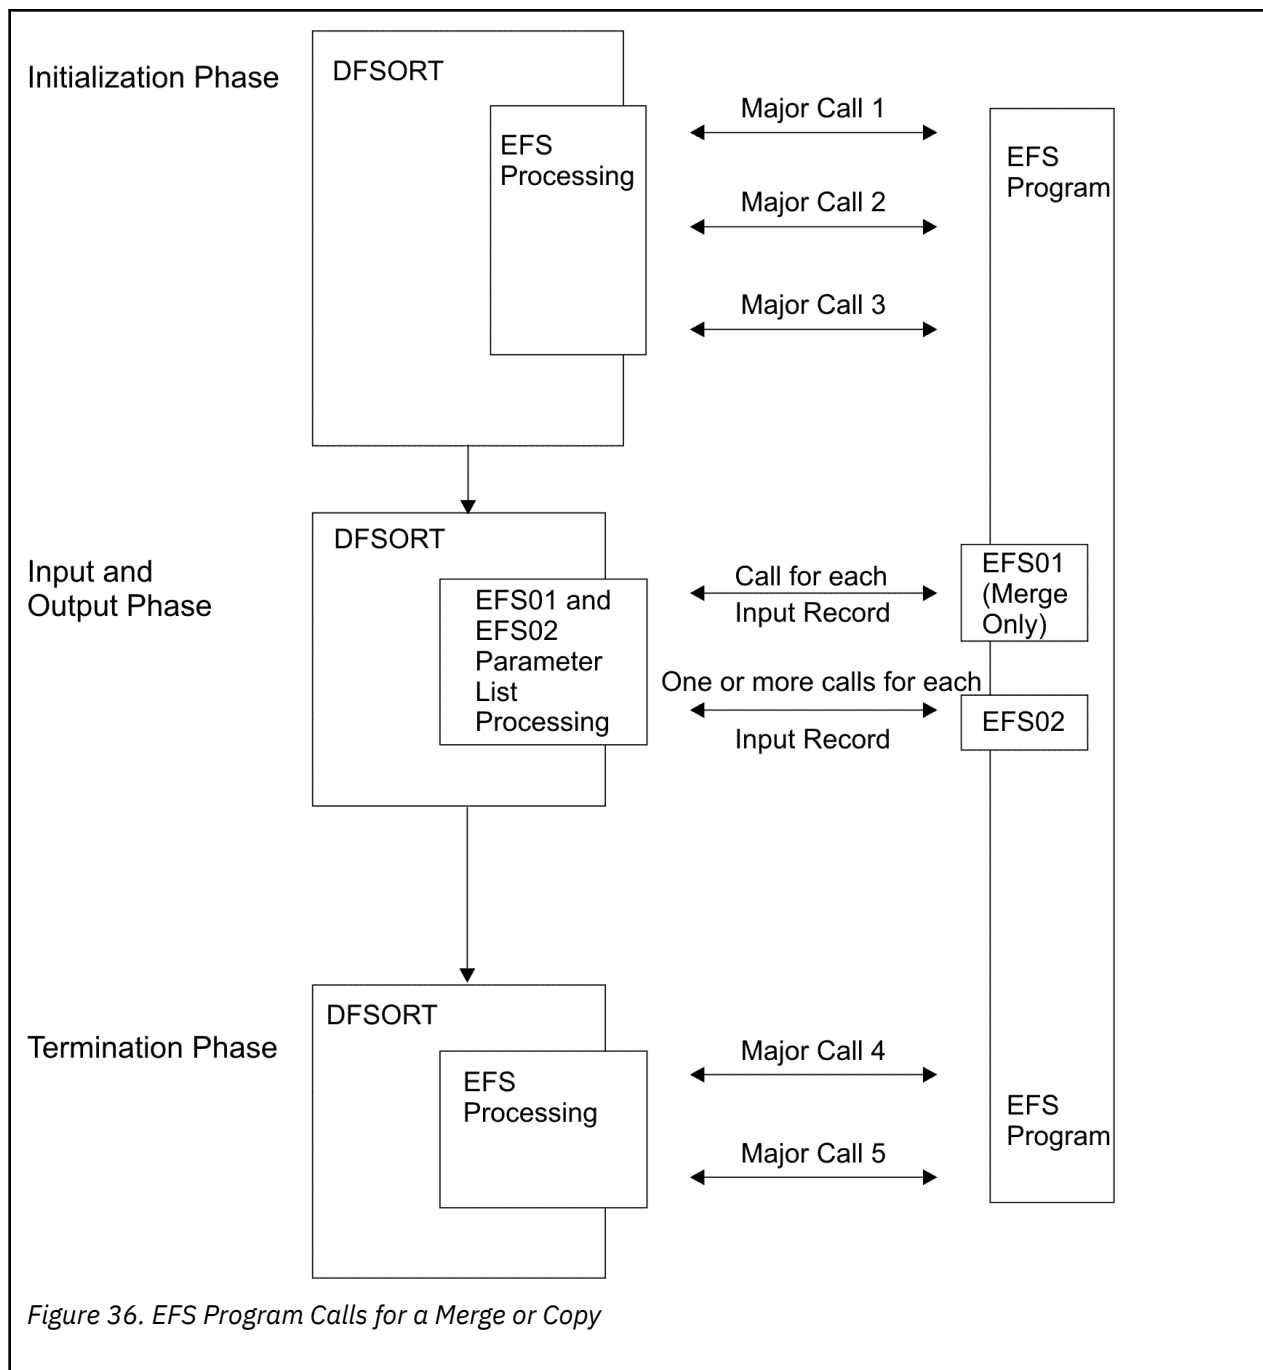 Initialization Phase
DFSORT
EFS
Processing
Major Call 1
Major Call 2
Major Call 3
EFS
Program
Input and
Output Phase
DFSORT
EFS01 and
EFS02
Parameter
List
Processing
Call for each
Input Record
One or more calls for each
Input Record
EFS01
(Merge
Only)
EFS02
Termination Phase
DFSORT
EFS
Processing
Major Call 4
Major Call 5
EFS
Program
Figure 36. EFS Program Calls for a Merge or Copy